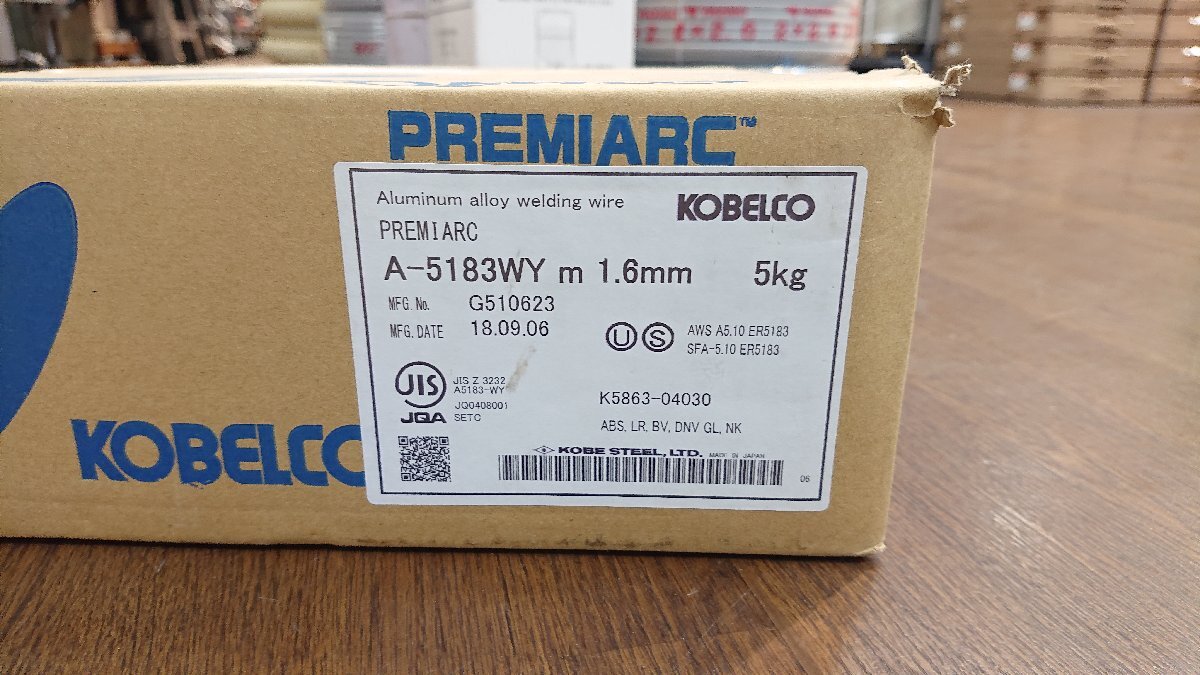 PREMIARC™
Aluminum alloy welding wire
KOBELCO
PREMIARC
A-5183WY m 1.6mm 5kg
MFG. No. G510623
MFG. DATE 18.09.06
U S
AWS A5.10 ER5183
SFA-5.10 ER5183
JIS
JQA
JIS Z 3232
A5183-WY
JQ0408001
SETC
K5863-04030
ABS, LR, BV, DNV GL, NK
KOBE STEEL, LTD. MADE IN JAPAN
06
KOBELCO